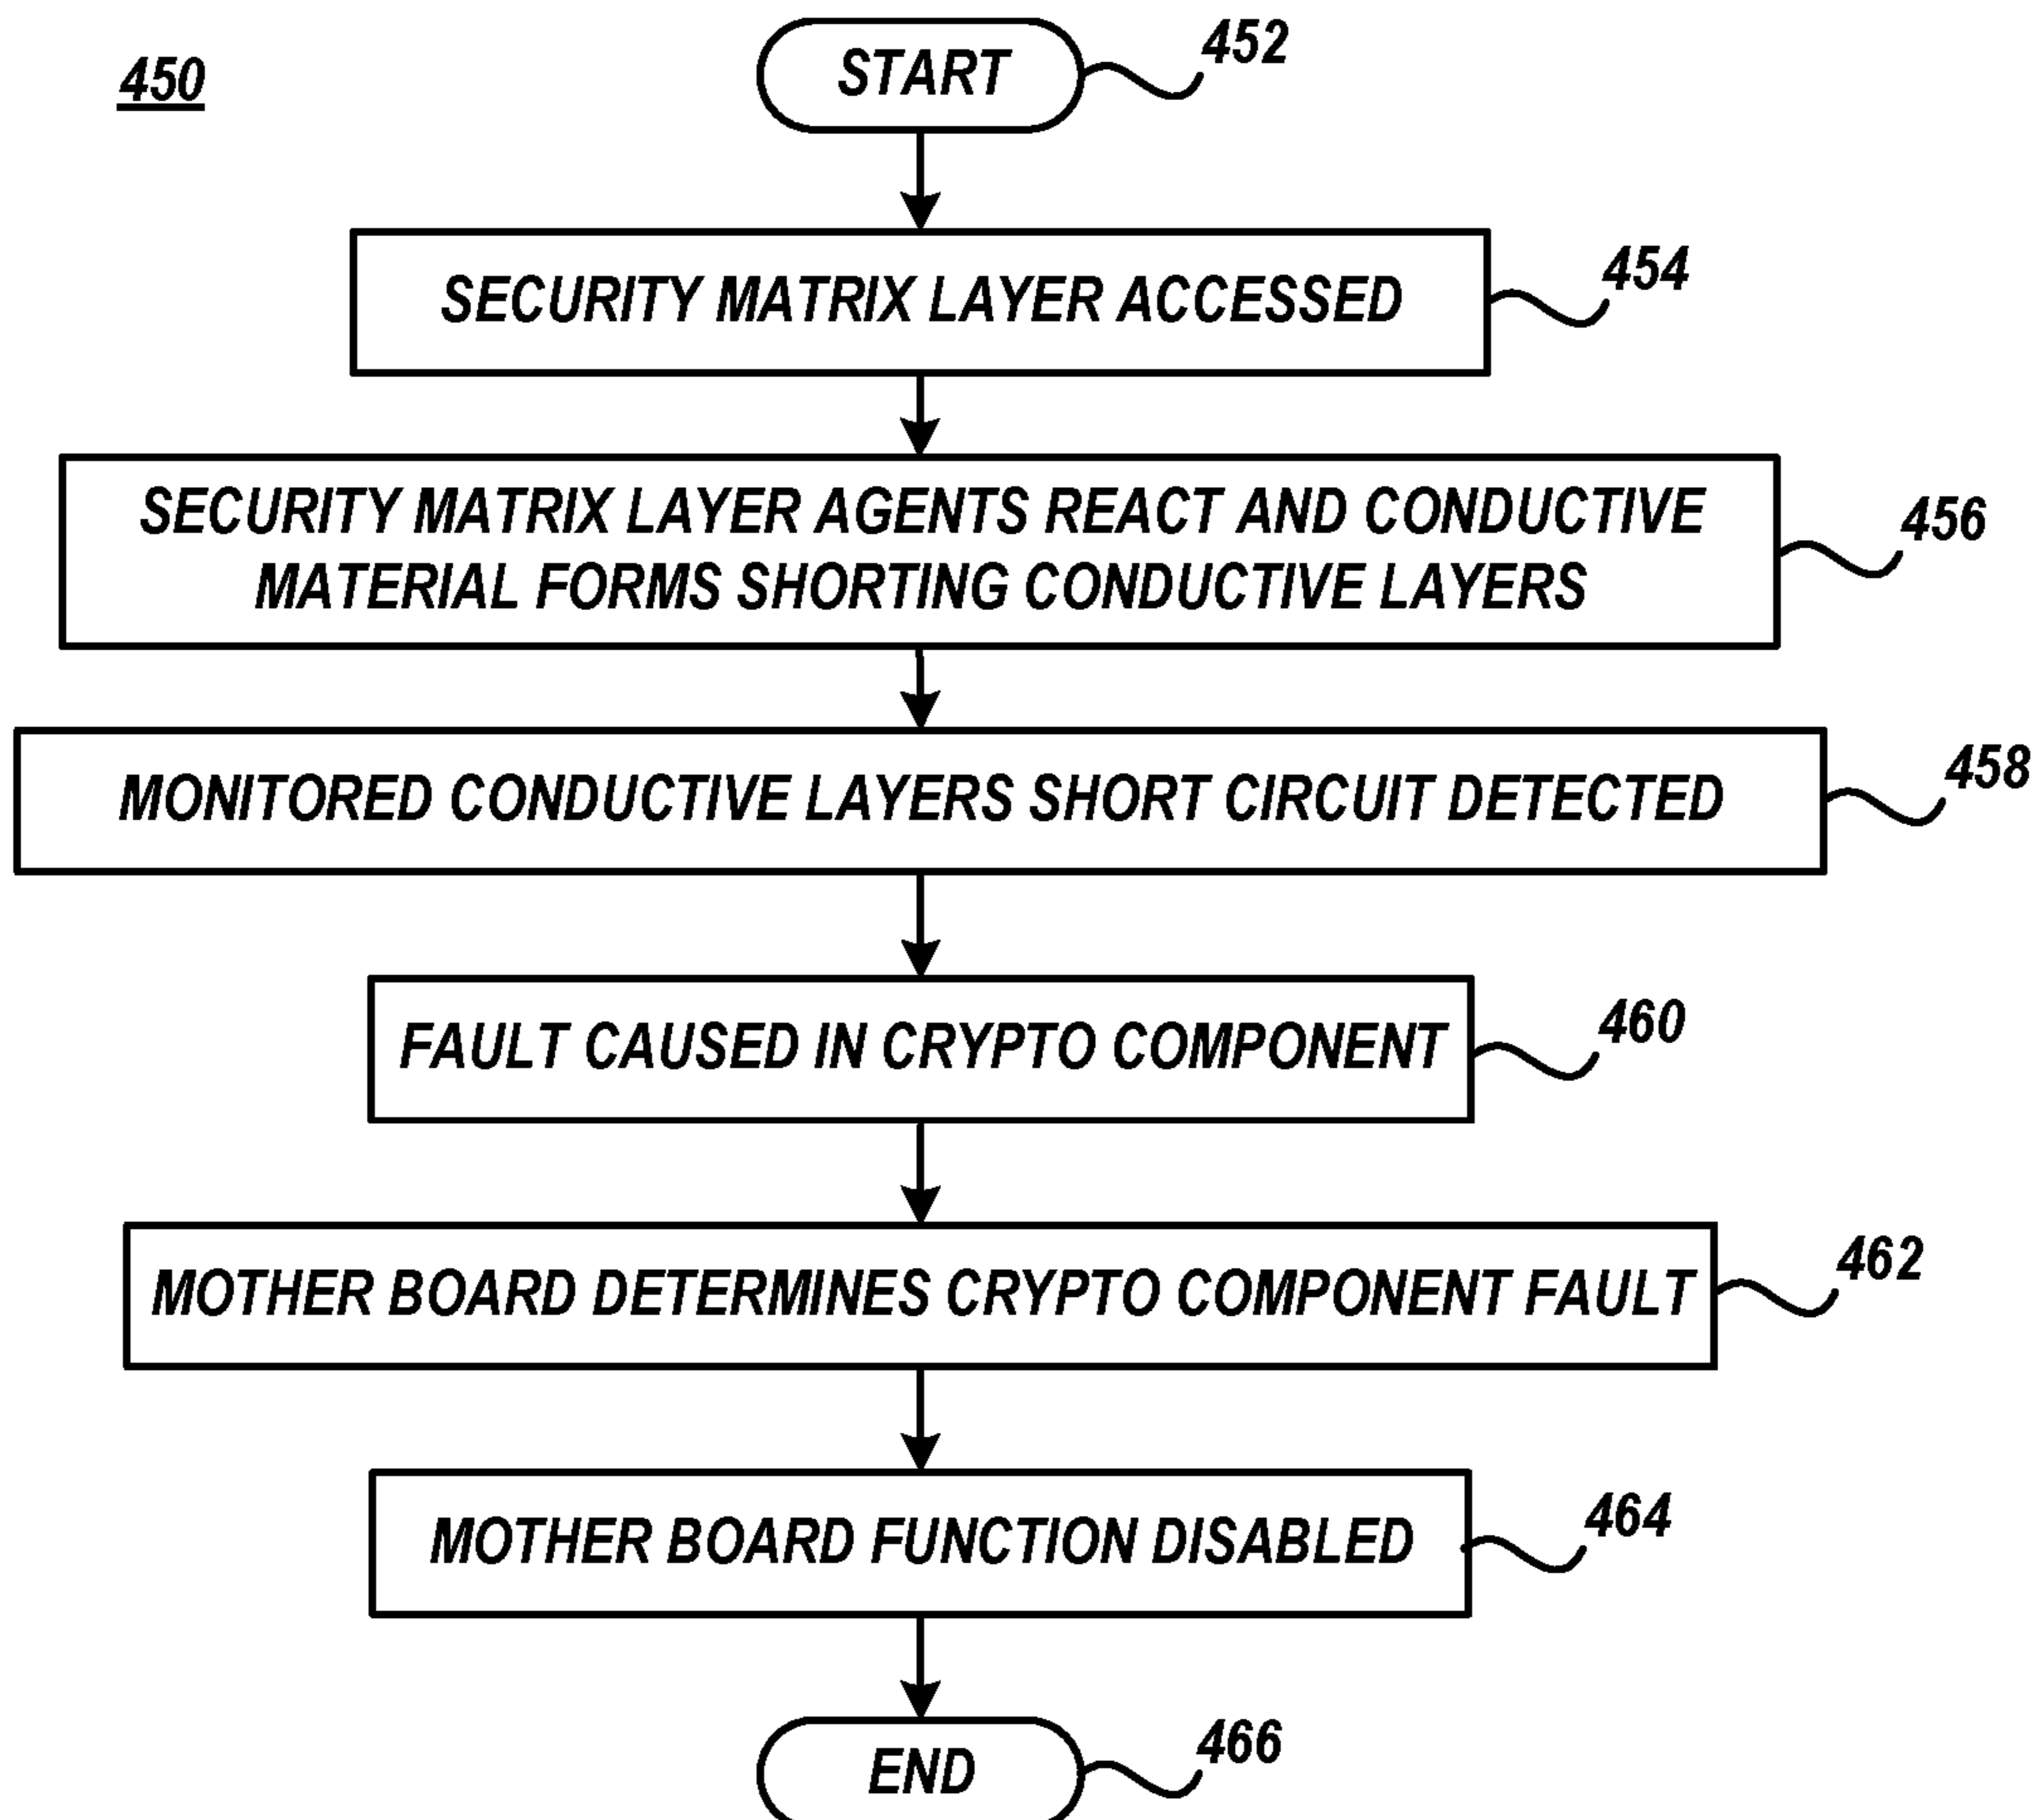 450
START
452
SECURITY MATRIX LAYER ACCESSED
454
SECURITY MATRIX LAYER AGENTS REACT AND CONDUCTIVE
MATERIAL FORMS SHORTING CONDUCTIVE LAYERS
456
MONITORED CONDUCTIVE LAYERS SHORT CIRCUIT DETECTED
458
FAULT CAUSED IN CRYPTO COMPONENT
460
MOTHER BOARD DETERMINES CRYPTO COMPONENT FAULT
462
MOTHER BOARD FUNCTION DISABLED
464
END
466